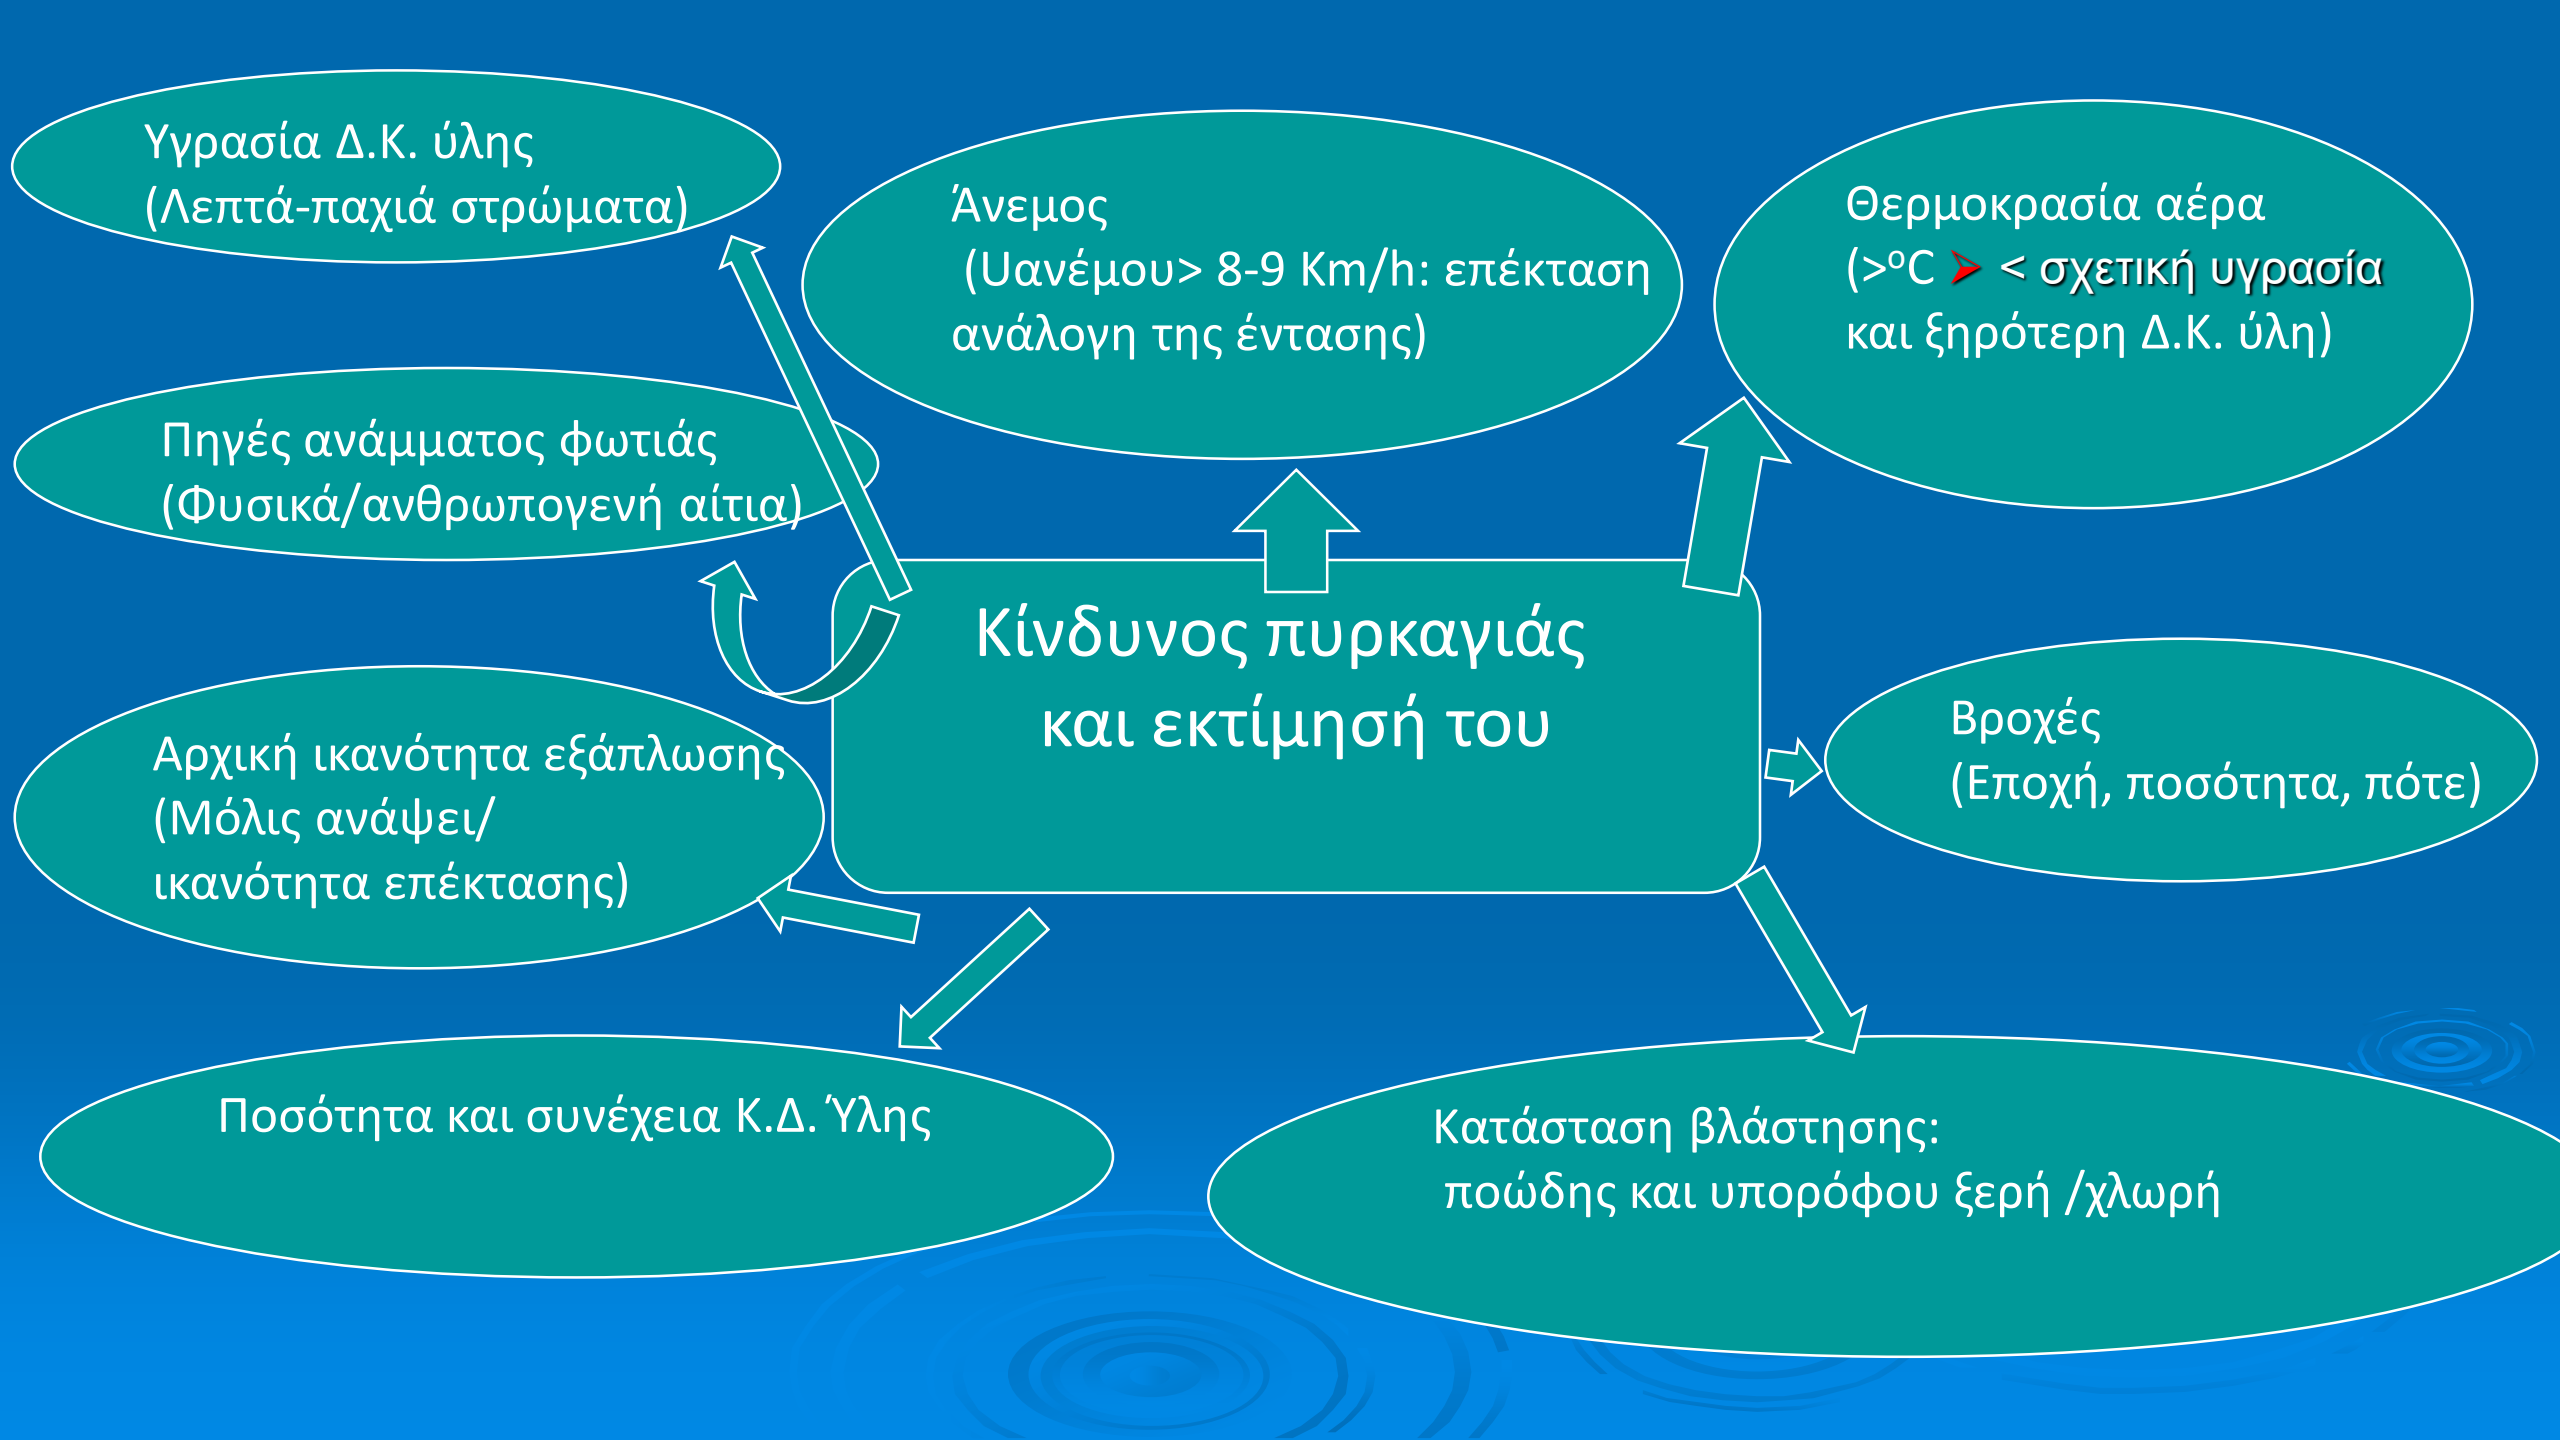 Υγρασία Δ.Κ. ύλης
(Λεπτά-παχιά στρώματα)
Άνεμος
(Uανέμου> 8-9 Km/h: επέκταση
ανάλογη της έντασης)
Θερμοκρασία αέρα
(>°C ➢ < σχετική υγρασία
και ξηρότερη Δ.Κ. ύλη)
Πηγές ανάμματος φωτιάς
(Φυσικά/ανθρωπογενή αίτια)
Κίνδυνος πυρκαγιάς
και εκτίμησή του
Αρχική ικανότητα εξάπλωσης
(Μόλις ανάψει/
ικανότητα επέκτασης)
Βροχές
(Εποχή, ποσότητα, πότε)
Ποσότητα και συνέχεια Κ.Δ. Ύλης
Κατάσταση βλάστησης:
ποώδης και υπορόφου ξερή /χλωρή